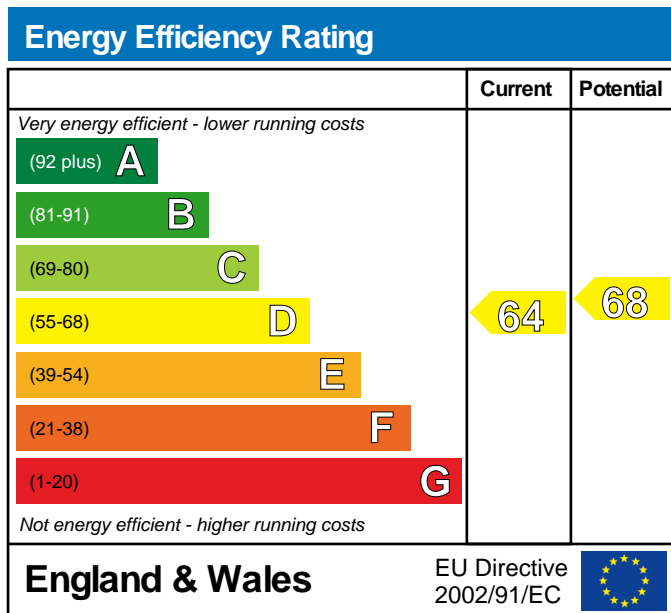 Energy Efficiency Rating
Current Potential
Very energy efficient - lower running costs
(92 plus) A
(81-91) B
(69-80) C
(55-68) D
64 68
(39-54) E
(21-38) F
(1-20) G
Not energy efficient - higher running costs
England & Wales
EU Directive
2002/91/EC